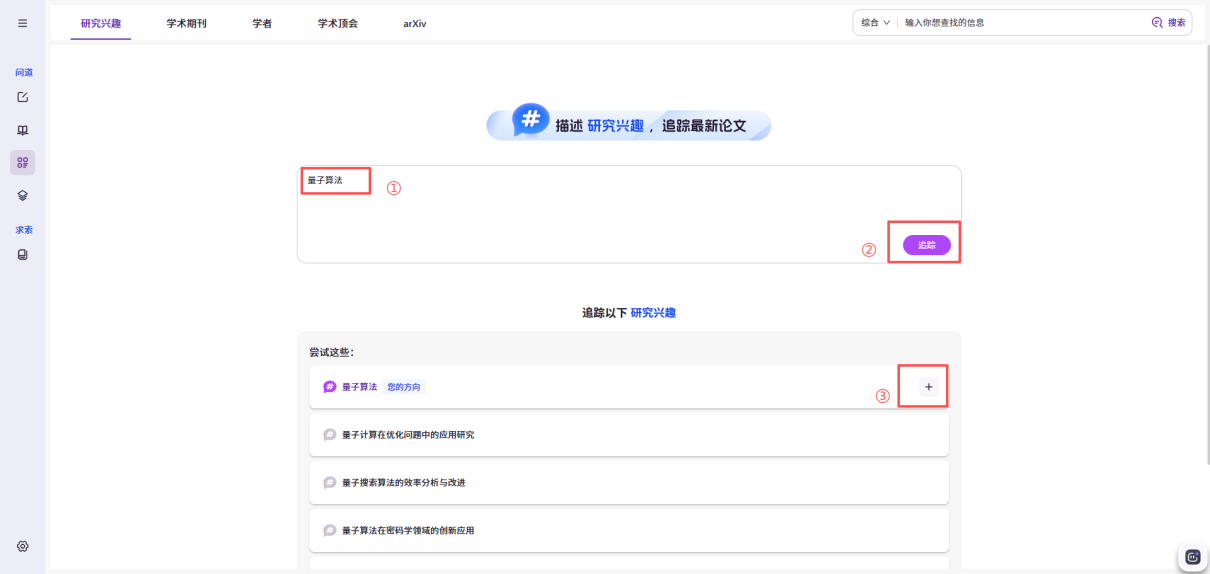 研究兴趣 学术期刊 学者 学术顶会 arXiv 综合 输入你想查找的信息 搜索
问道
求索
# 描述 研究兴趣 ，追踪最新论文
量子算法 ①
② 追踪
追踪以下 研究兴趣
尝试这些：
# 量子算法 您的方向 ③ +
# 量子计算在优化问题中的应用研究
# 量子搜索算法的效率分析与改进
# 量子算法在密码学领域的创新应用